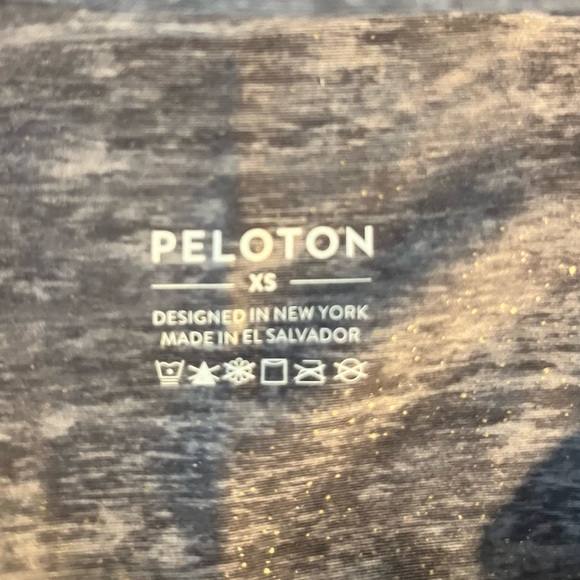 PELOTON
XS
DESIGNED IN NEW YORK
MADE IN EL SALVADOR